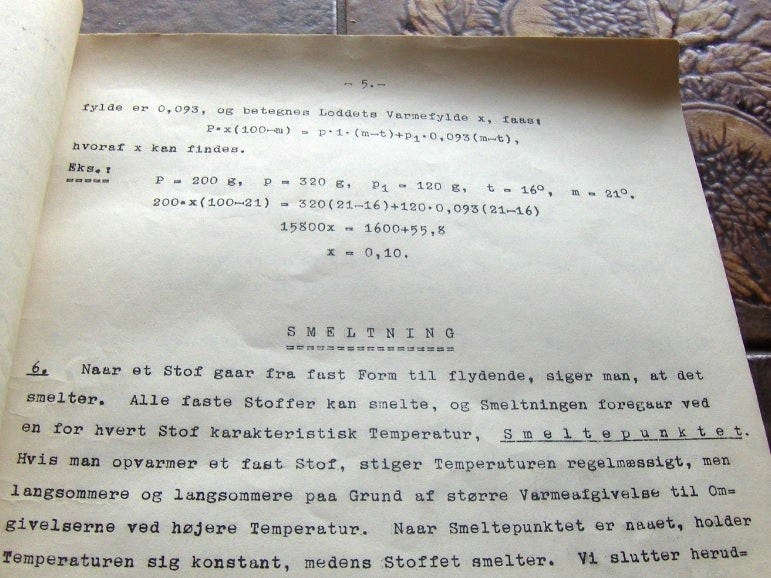 - 5.-
fylde er 0,093, og betegnes Loddets Varmefylde x, faas:
P·x(100-m) = p·1·(m-t)+p₁·0,093(m-t),
hvoraf x kan findes.
Eks.: P = 200 g, p = 320 g, p₁ = 120 g, t = 16°, m = 21°.
200·x(100-21) = 320(21-16)+120·0,093(21-16)
15800x = 1600+55,8
x = 0,10.
S M E L T N I N G
6. Naar et Stof gaar fra fast Form til flydende, siger man, at det
smelter. Alle faste Stoffer kan smelte, og Smeltningen foregaar ved
en for hvert Stof karakteristisk Temperatur, S m e l t e p u n k t e t.
Hvis man opvarmer et fast Stof, stiger Temperaturen regelmæssigt, men
langsommere og langsommere paa Grund af større Varmeafgivelse til Om=
givelserne ved højere Temperatur. Naar Smeltepunktet er naaet, holder
Temperaturen sig konstant, medens Stoffet smelter. Vi slutter herud=